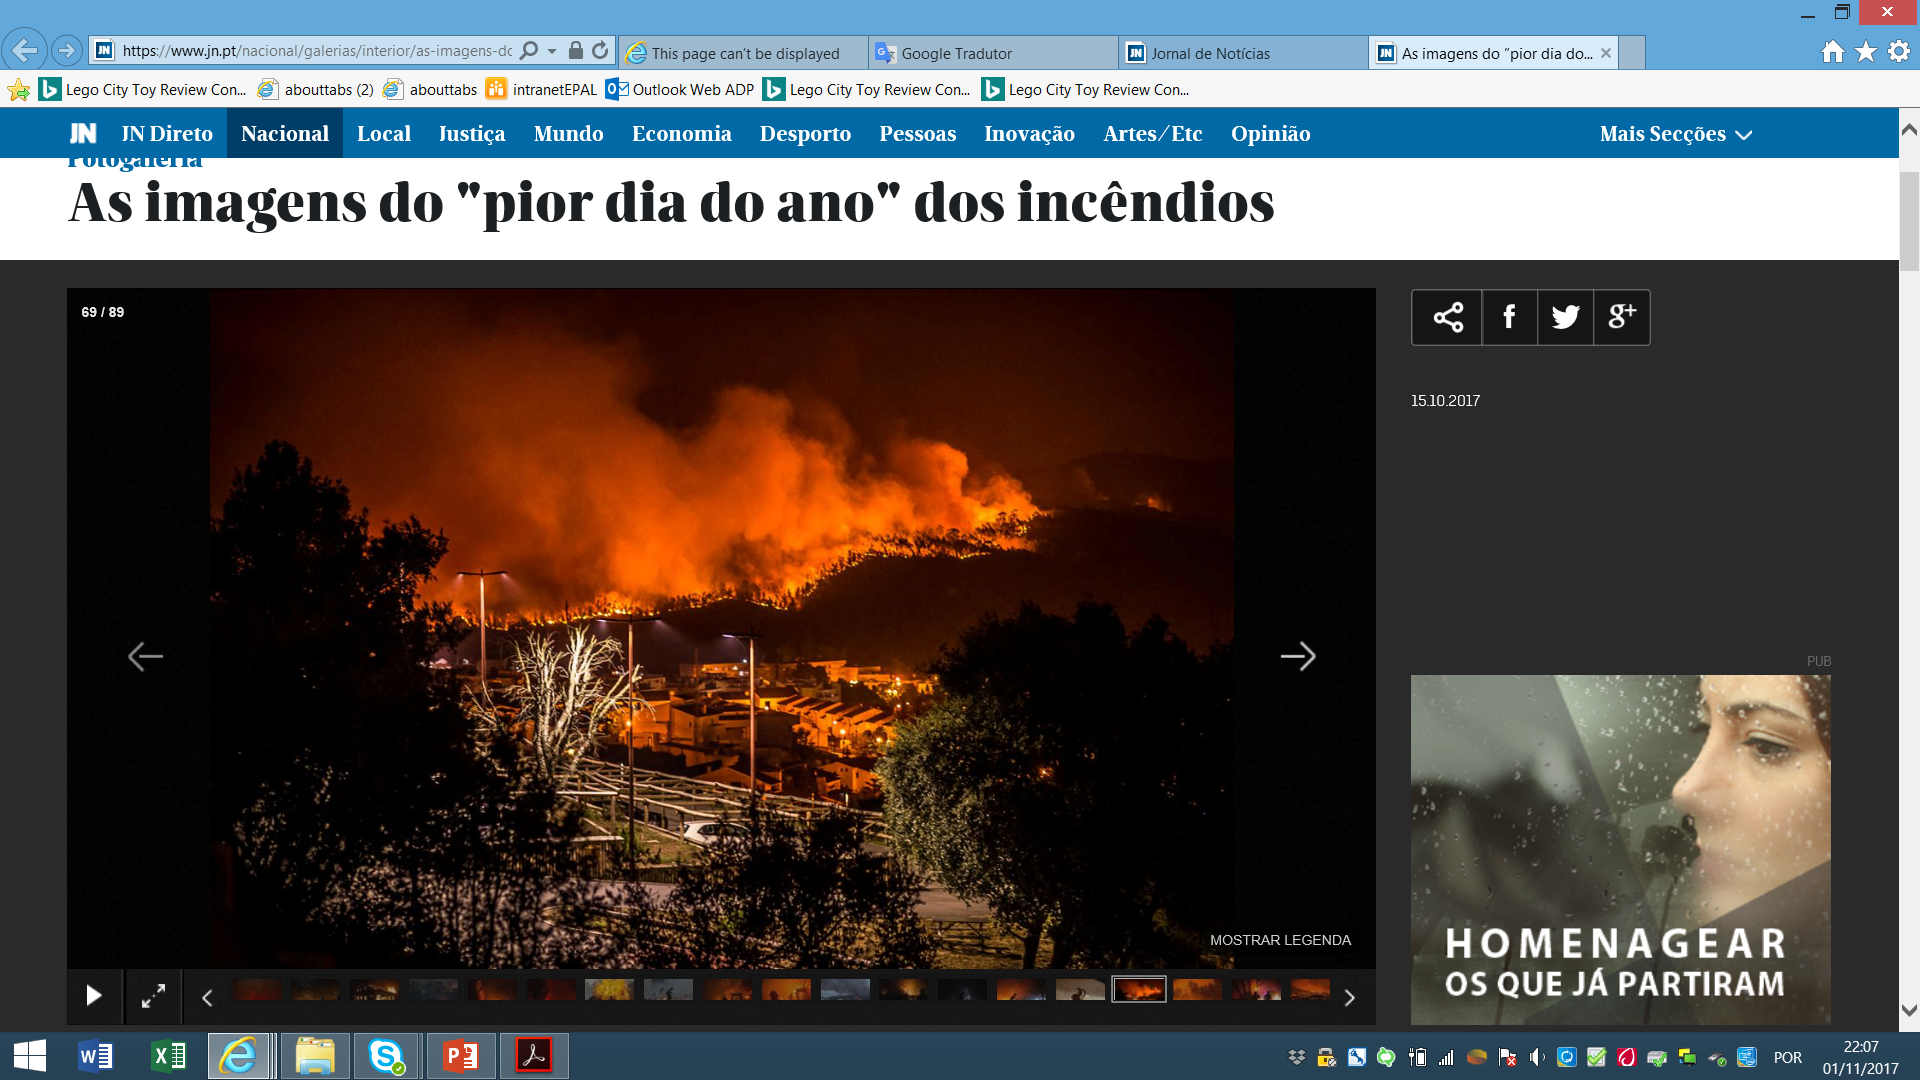 https://www.jn.pt/nacional/galerias/interior/as-imagens-do
This page can't be displayed
Google Tradutor
Jornal de Notícias
As imagens do "pior dia do...
Lego City Toy Review Con...
abouttabs (2)
abouttabs
intranetEPAL
Outlook Web ADP
Lego City Toy Review Con...
Lego City Toy Review Con...
JN
JN Direto
Nacional
Local
Justiça
Mundo
Economia
Desporto
Pessoas
Inovação
Artes/Etc
Opinião
Mais Secções
Fotogaleria
As imagens do "pior dia do ano" dos incêndios
69 / 89
15.10.2017
PUB
MOSTRAR LEGENDA
HOMENAGEAR
OS QUE JÁ PARTIRAM
POR
22:07
01/11/2017